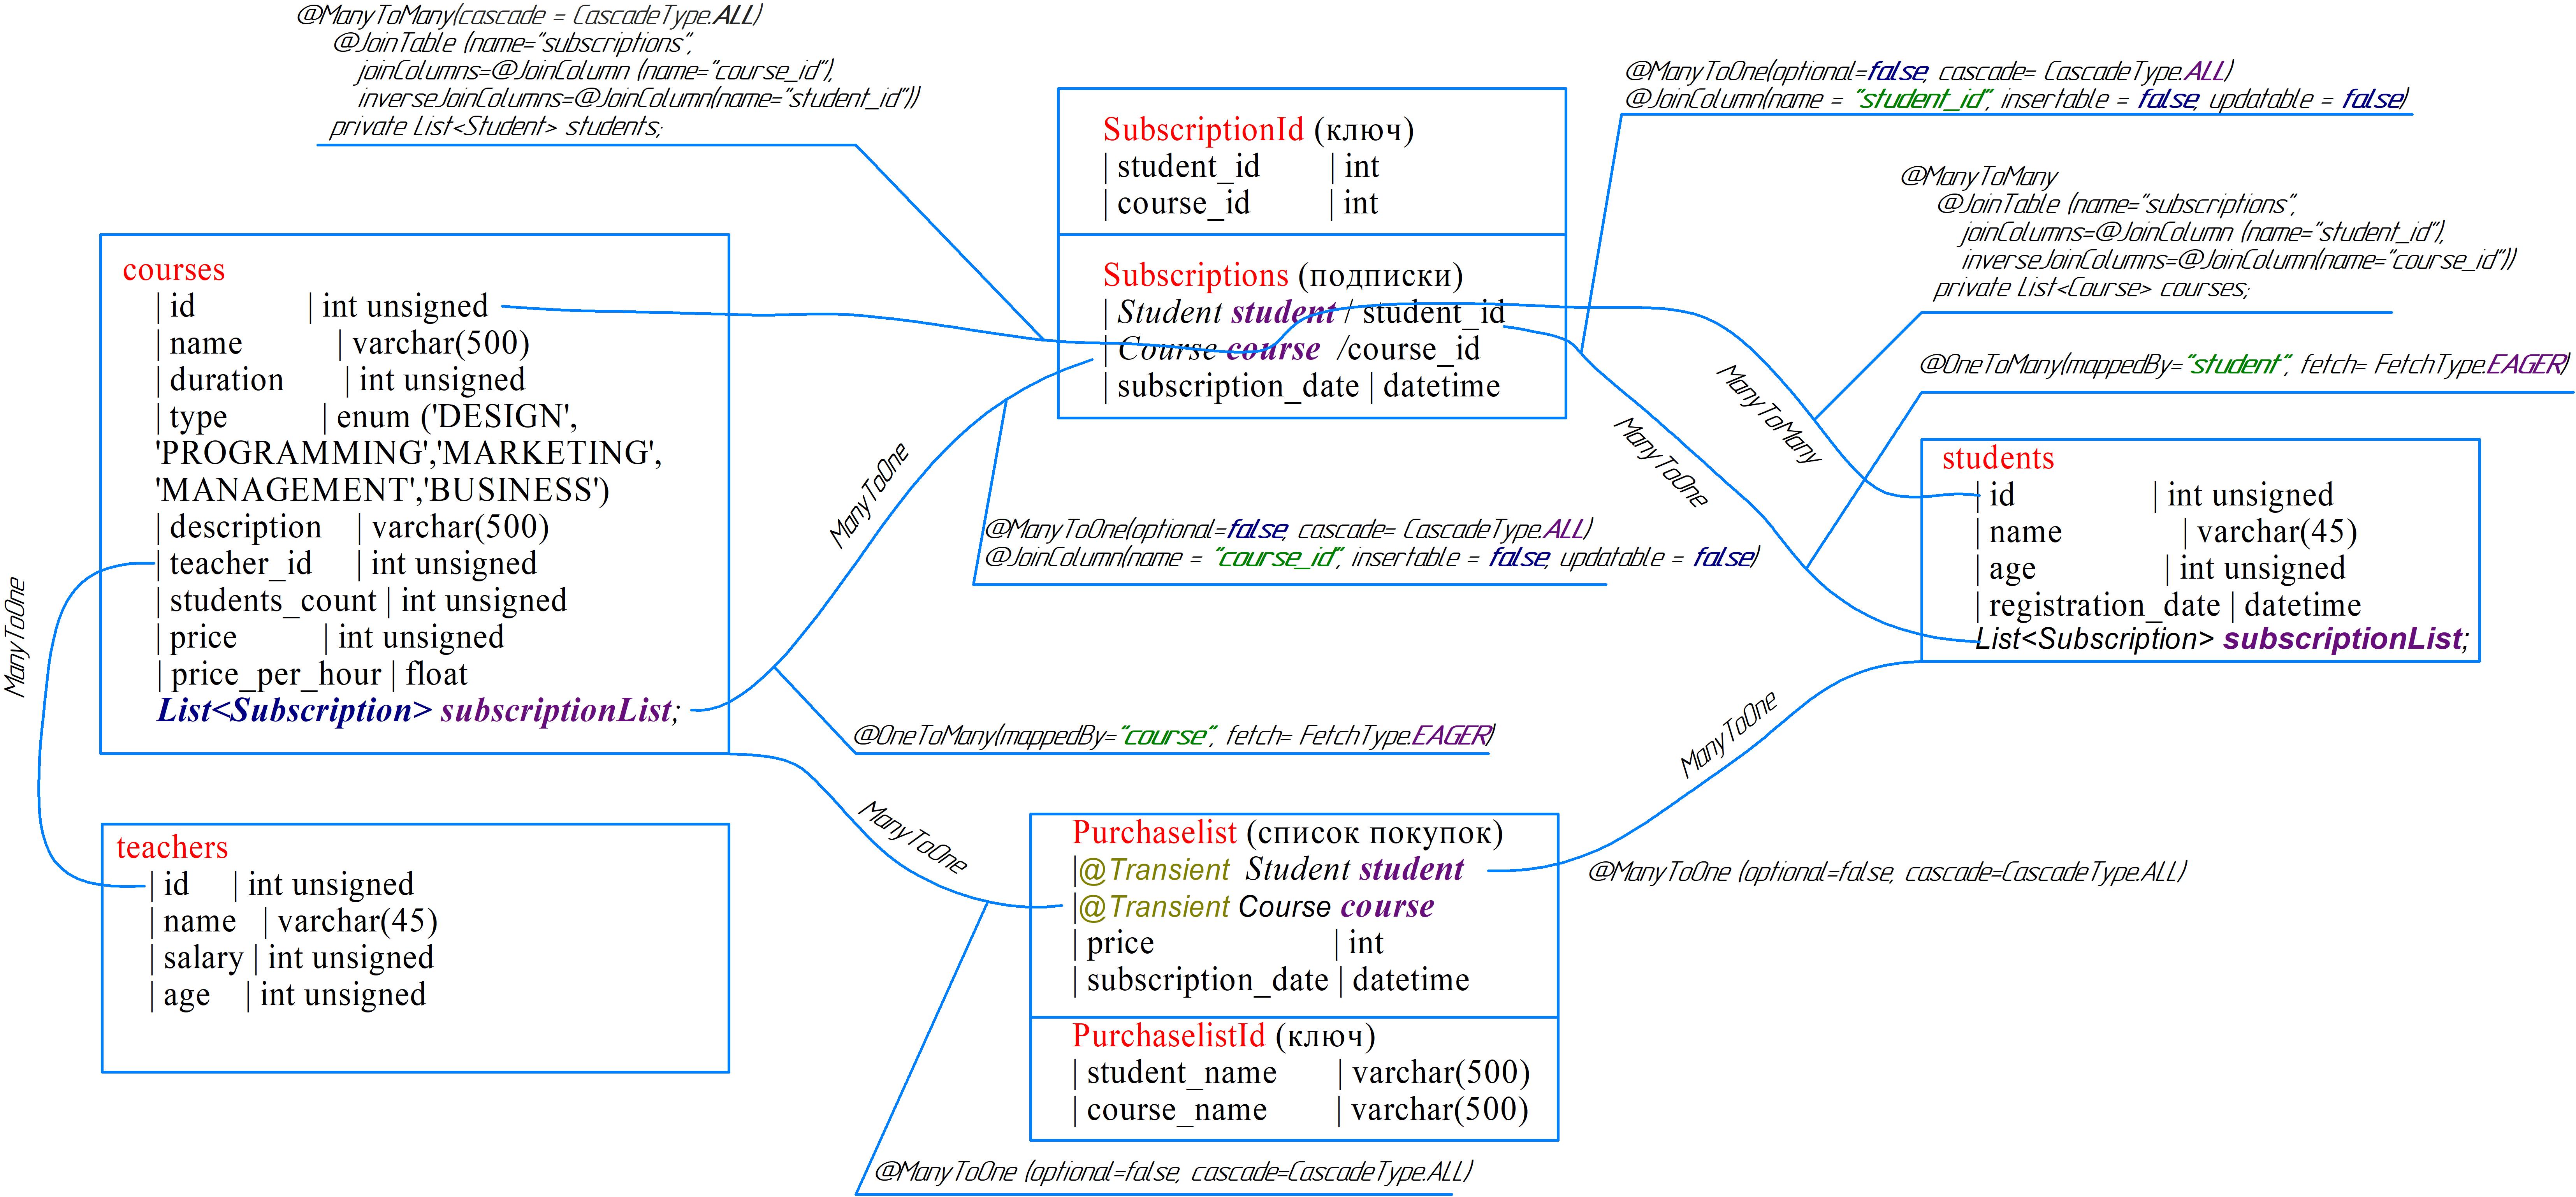 @ManyToMany(cascade = CascadeType.ALL)
@JoinTable (name="subscriptions",
joinColumns=@JoinColumn (name="course_id"),
inverseJoinColumns=@JoinColumn(name="student_id"))
private List<Student> students;
@ManyToOne(optional=false, cascade= CascadeType.ALL)
@JoinColumn(name = "student_id", insertable = false, updatable = false)
SubscriptionId (ключ)
| student_id | int
| course_id | int
Subscriptions (подписки)
| Student student / student_id
| Course course /course_id
| subscription_date | datetime
@ManyToMany
@JoinTable (name="subscriptions",
joinColumns=@JoinColumn (name="student_id"),
inverseJoinColumns=@JoinColumn(name="course_id"))
private List<Course> courses;
@OneToMany(mappedBy="student", fetch= FetchType.EAGER)
courses
| id | int unsigned
| name | varchar(500)
| duration | int unsigned
| type | enum ('DESIGN',
'PROGRAMMING','MARKETING',
'MANAGEMENT','BUSINESS')
| description | varchar(500)
| teacher_id | int unsigned
| students_count | int unsigned
| price | int unsigned
| price_per_hour | float
List<Subscription> subscriptionList;
ManyToOne
ManyToOne
ManyToOne
ManyToMany
@ManyToOne(optional=false, cascade= CascadeType.ALL)
@JoinColumn(name = "course_id", insertable = false, updatable = false)
students
| id | int unsigned
| name | varchar(45)
| age | int unsigned
| registration_date | datetime
List<Subscription> subscriptionList;
@OneToMany(mappedBy="course", fetch= FetchType.EAGER)
ManyToOne
ManyToOne
teachers
| id | int unsigned
| name | varchar(45)
| salary | int unsigned
| age | int unsigned
Purchaselist (список покупок)
|@Transient Student student
|@Transient Course course
| price | int
| subscription_date | datetime
PurchaselistId (ключ)
| student_name | varchar(500)
| course_name | varchar(500)
@ManyToOne (optional=false, cascade=CascadeType.ALL)
@ManyToOne (optional=false, cascade=CascadeType.ALL)